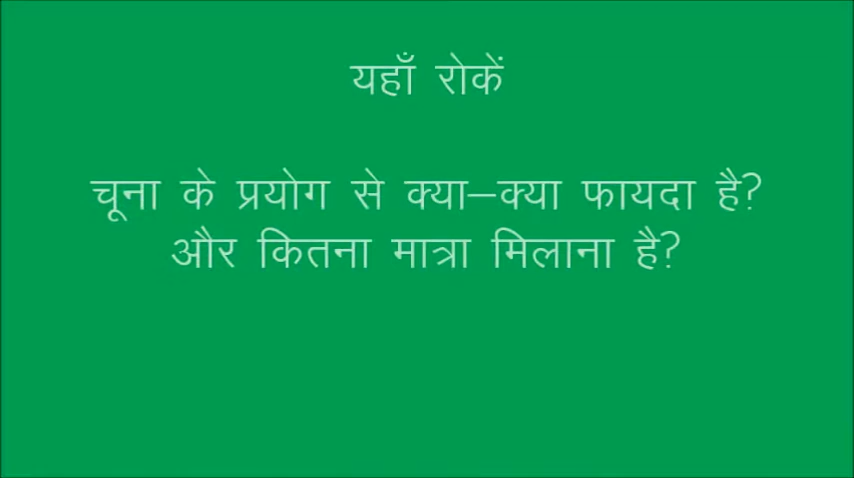 यहाँ रोकें
चूना के प्रयोग से क्या–क्या फायदा है?
और कितना मात्रा मिलाना है?